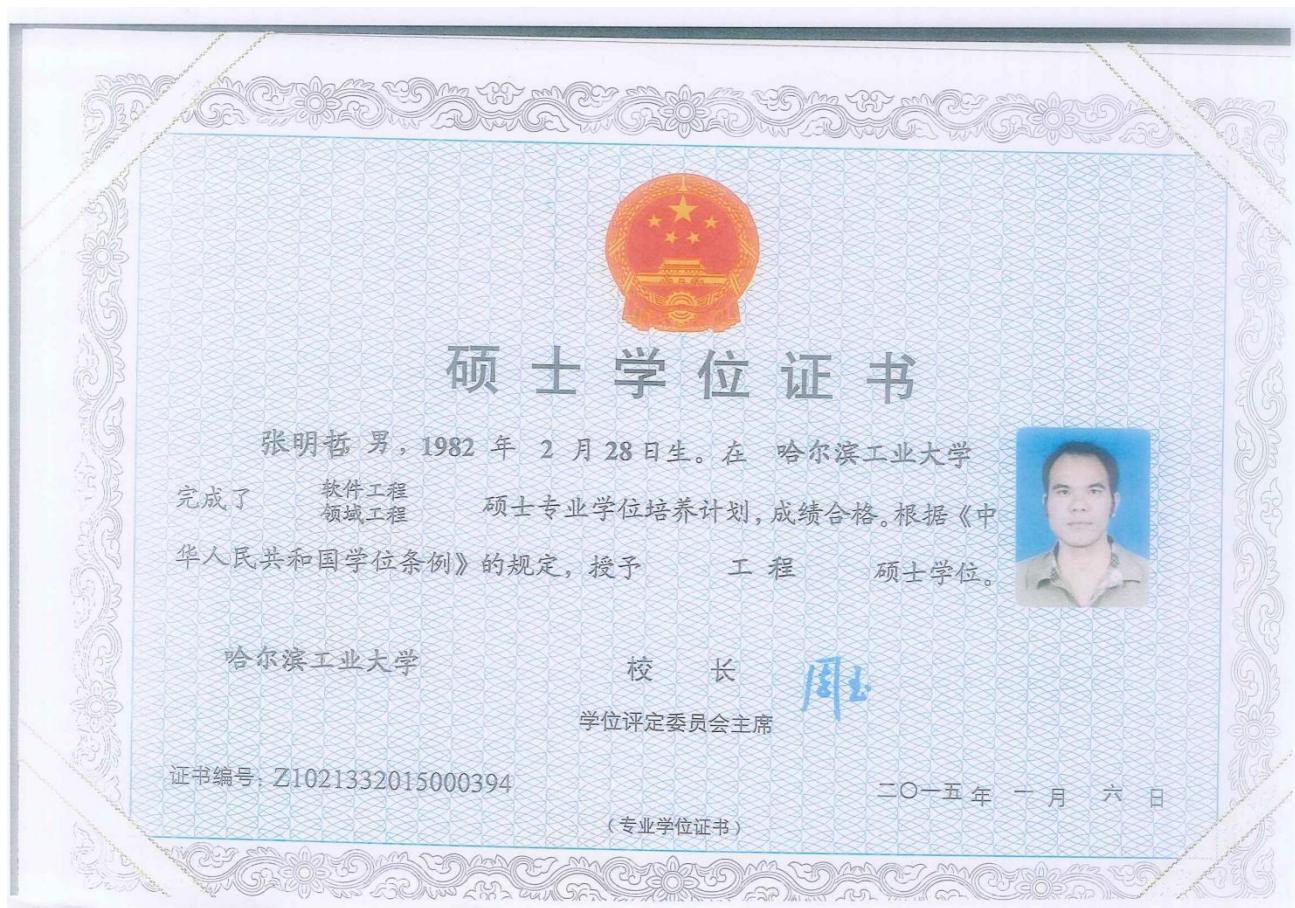 硕士学位证书
张明哲 男，1982 年 2 月 28日生。在 哈尔滨工业大学
完成了 软件工程领域工程 硕士专业学位培养计划，成绩合格。根据《中
华人民共和国学位条例》的规定，授予 工程 硕士学位。
哈尔滨工业大学 校长 周玉
学位评定委员会主席
证书编号：Z1021332015000394 二〇一五年 一月 六日
（专业学位证书）